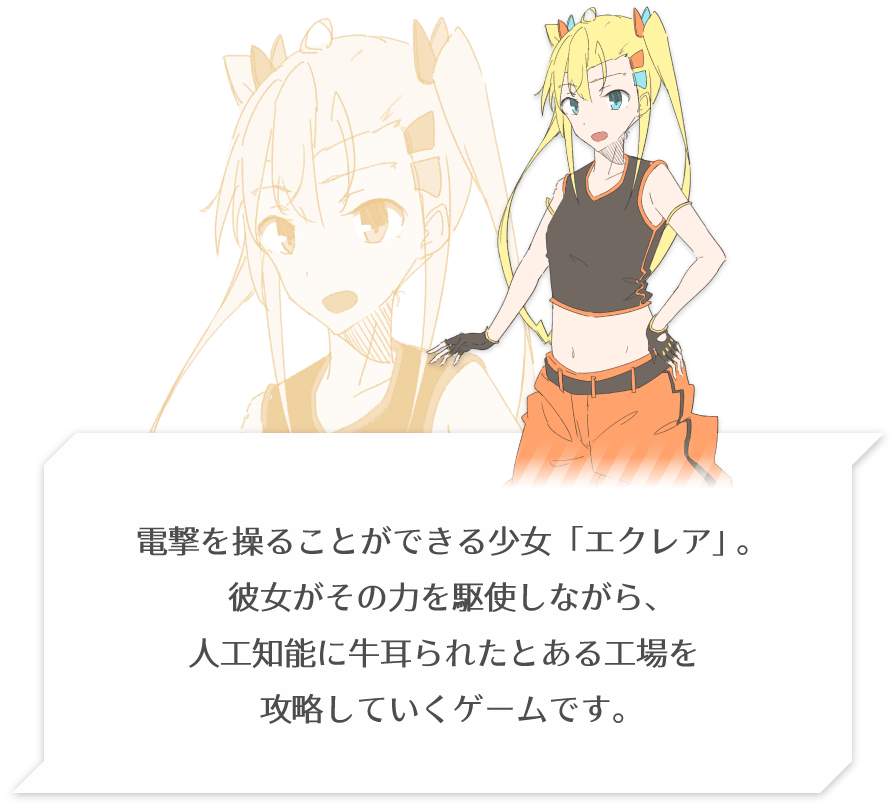 電撃を操ることができる少女「エクレア」。
彼女がその力を駆使しながら、
人工知能に牛耳られたとある工場を
攻略していくゲームです。